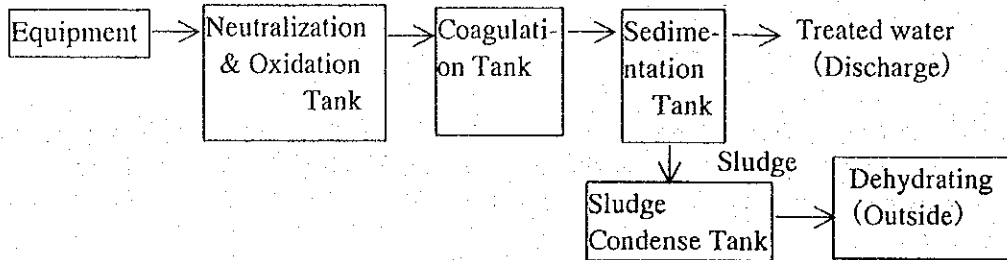 Equipment
Neutralization
& Oxidation
Tank
Coagulati-
on Tank
Sedime-
ntation
Tank
Treated water
(Discharge)
Sludge
Sludge
Condense Tank
Dehydrating
(Outside)